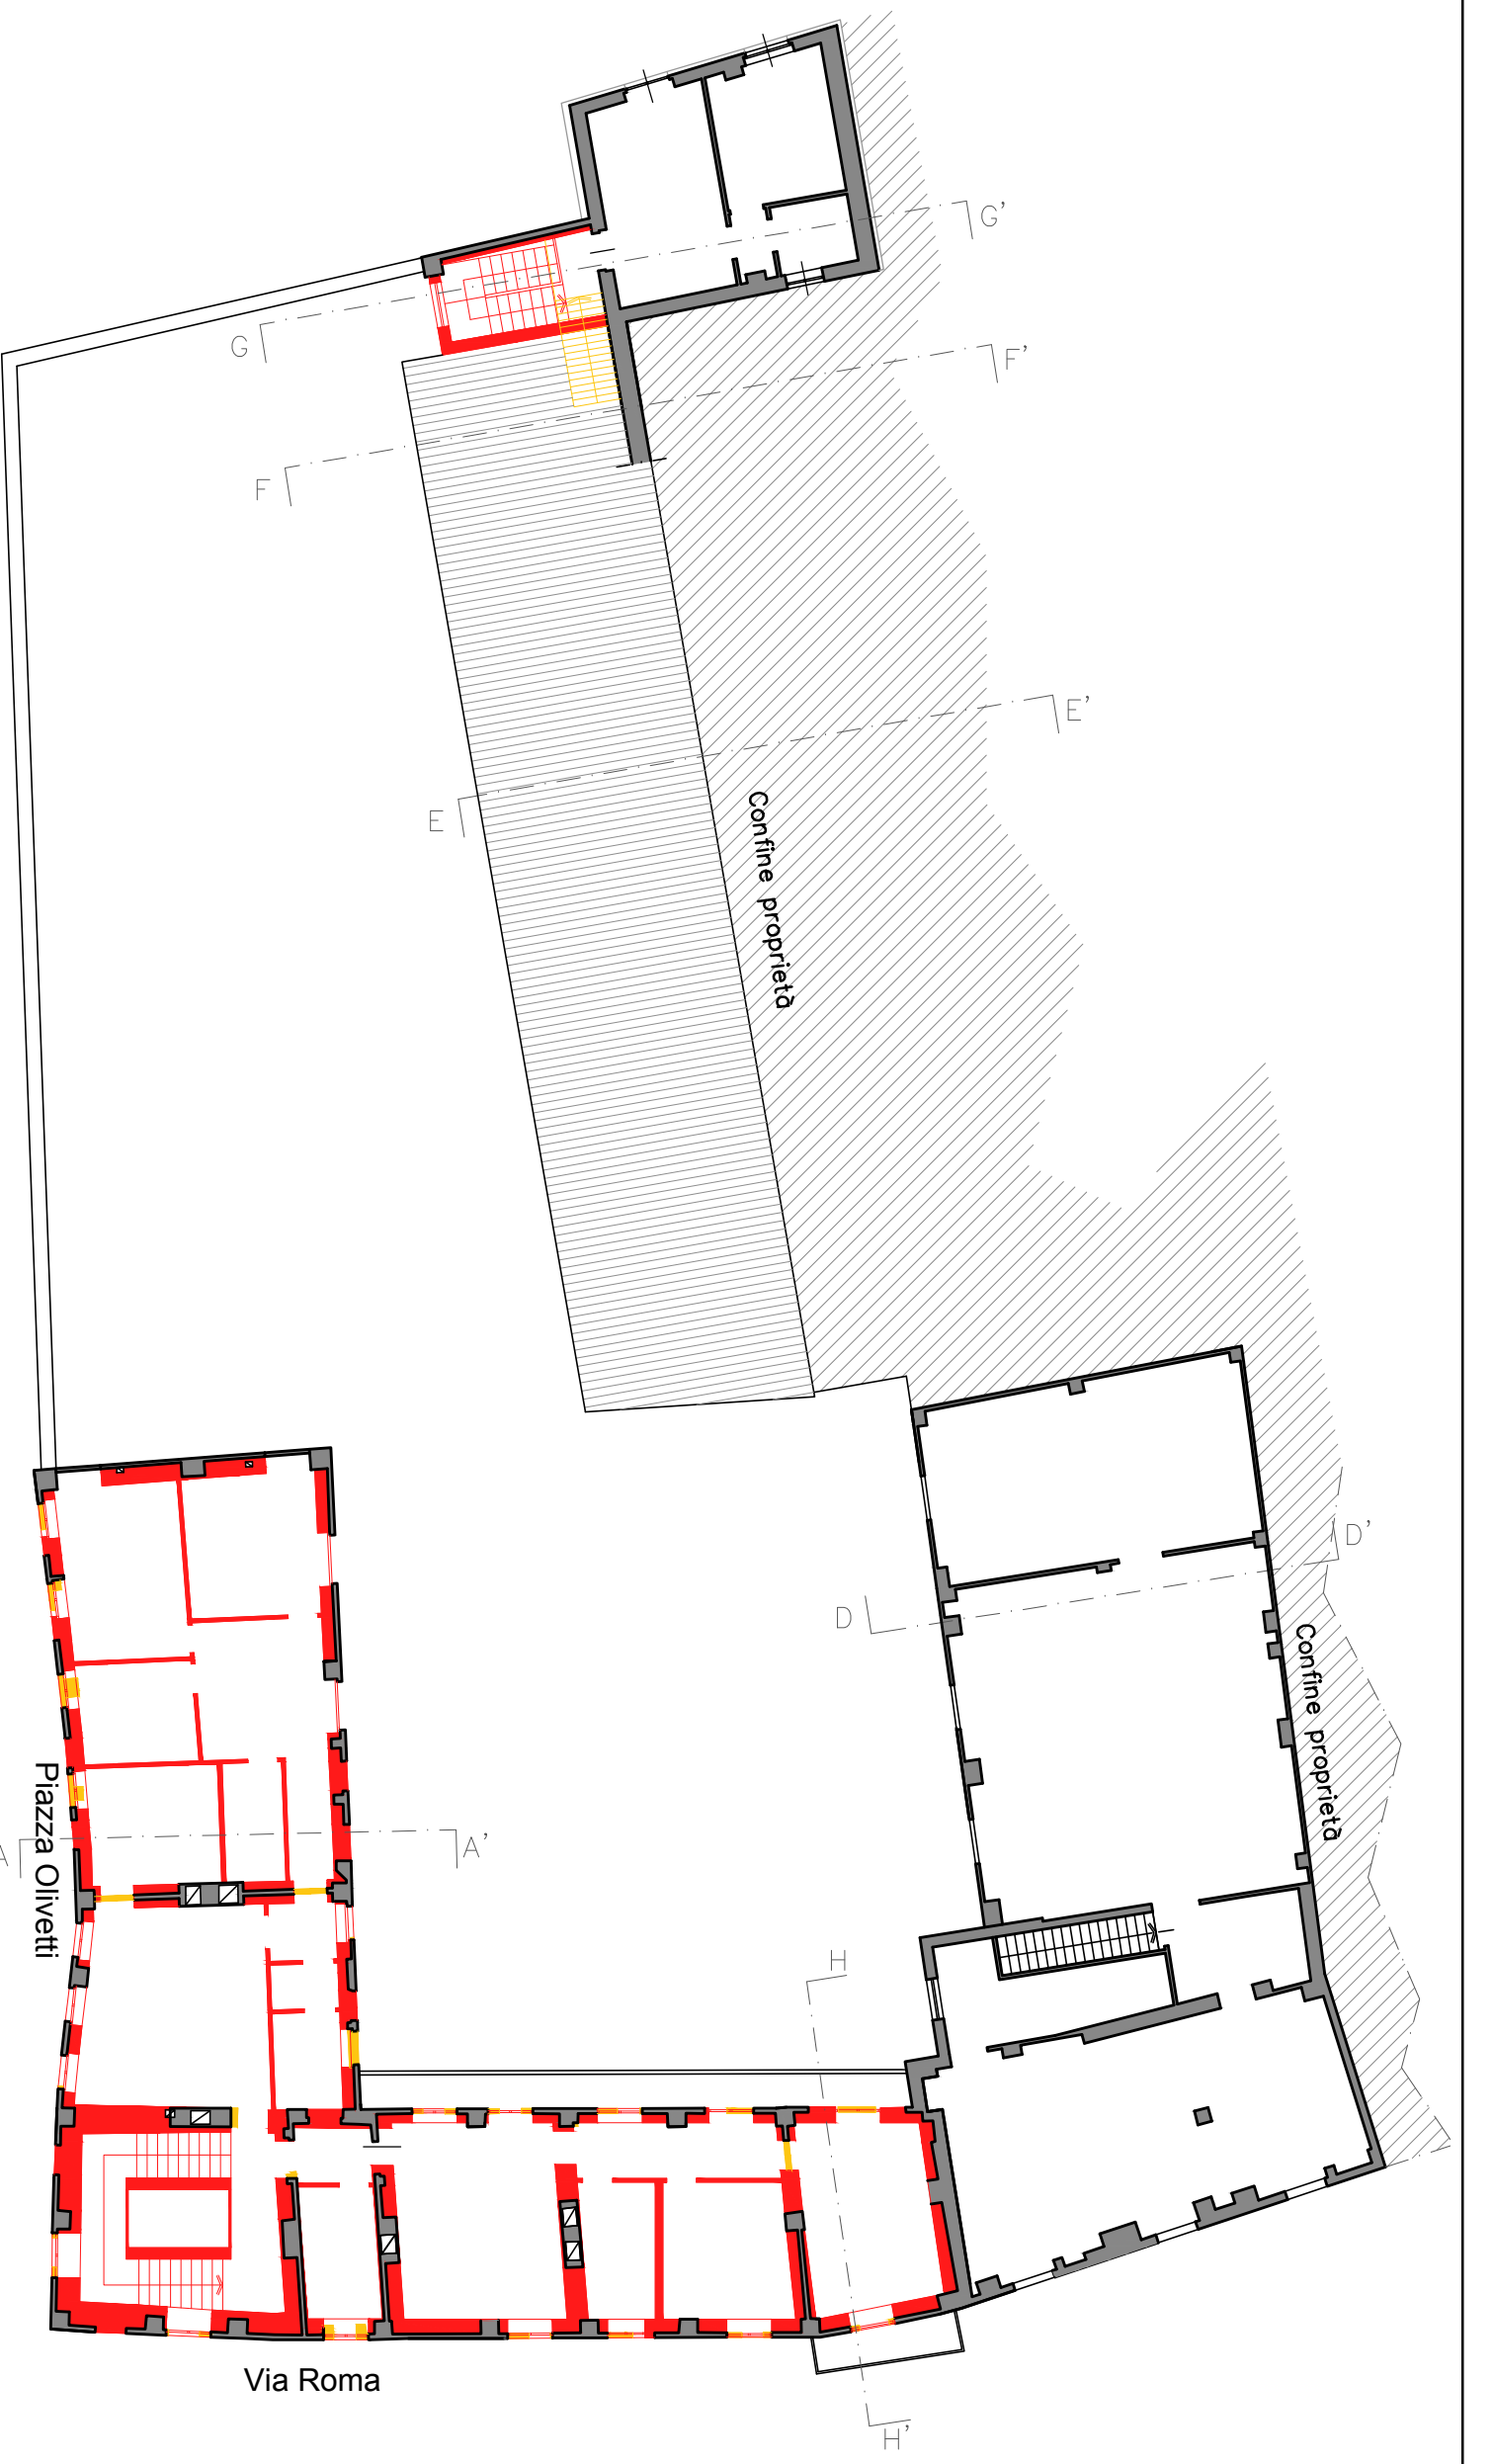 G'
G
F'
F
E'
E
Confine proprietà
D'
D
Confine proprietà
Piazza Olivetti
A
A'
H
Via Roma
H'